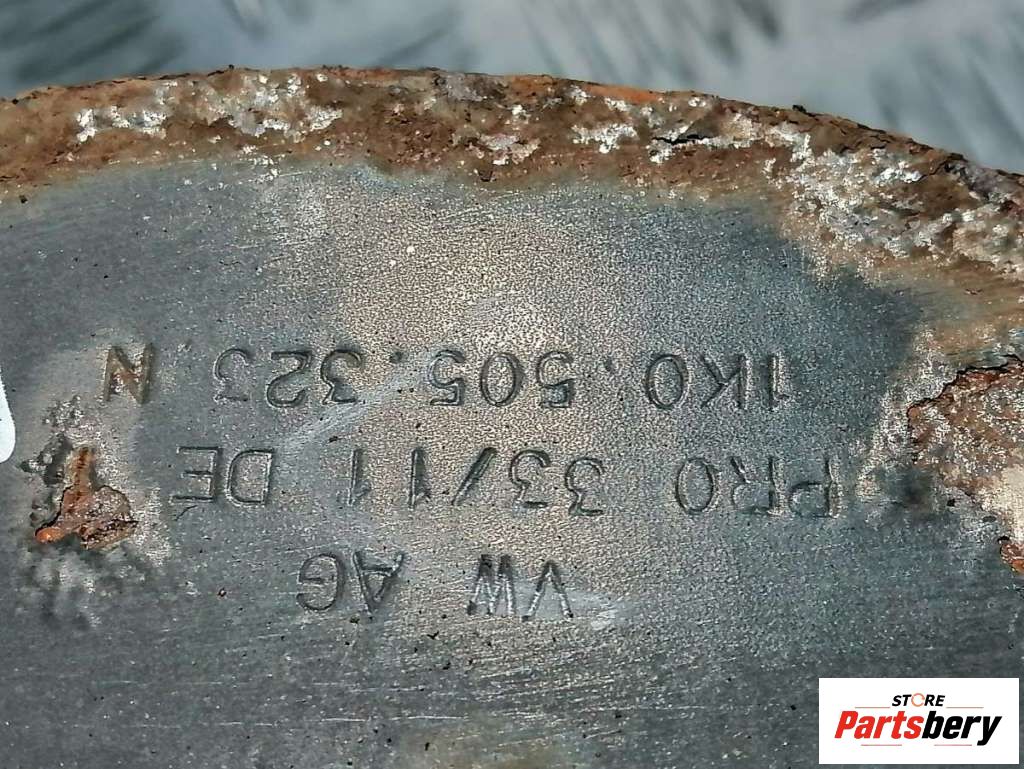 VW AG
PRO 33/11 DE
1K0.505.323.N
STORE
Partsbery